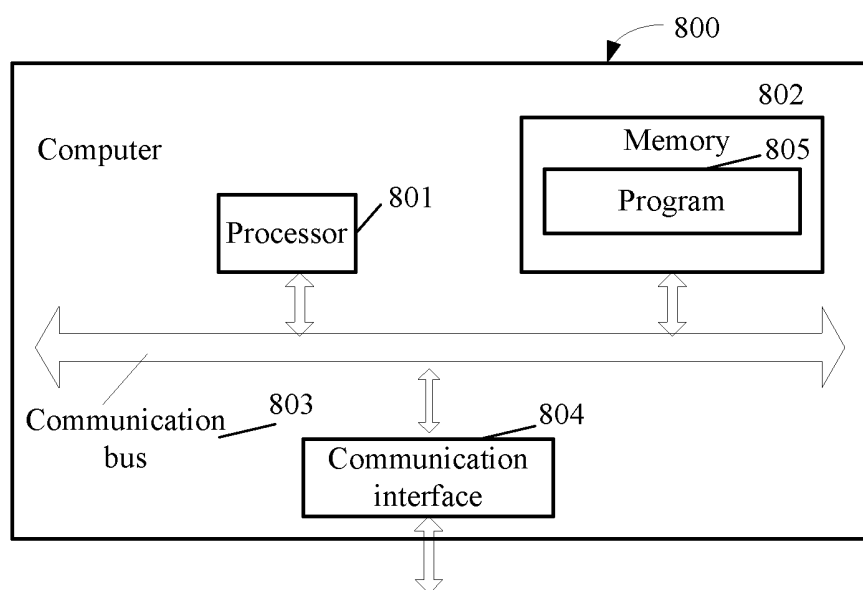 800
802
Computer
Memory
805
801
Program
Processor
Communication
bus
803
804
Communication
interface